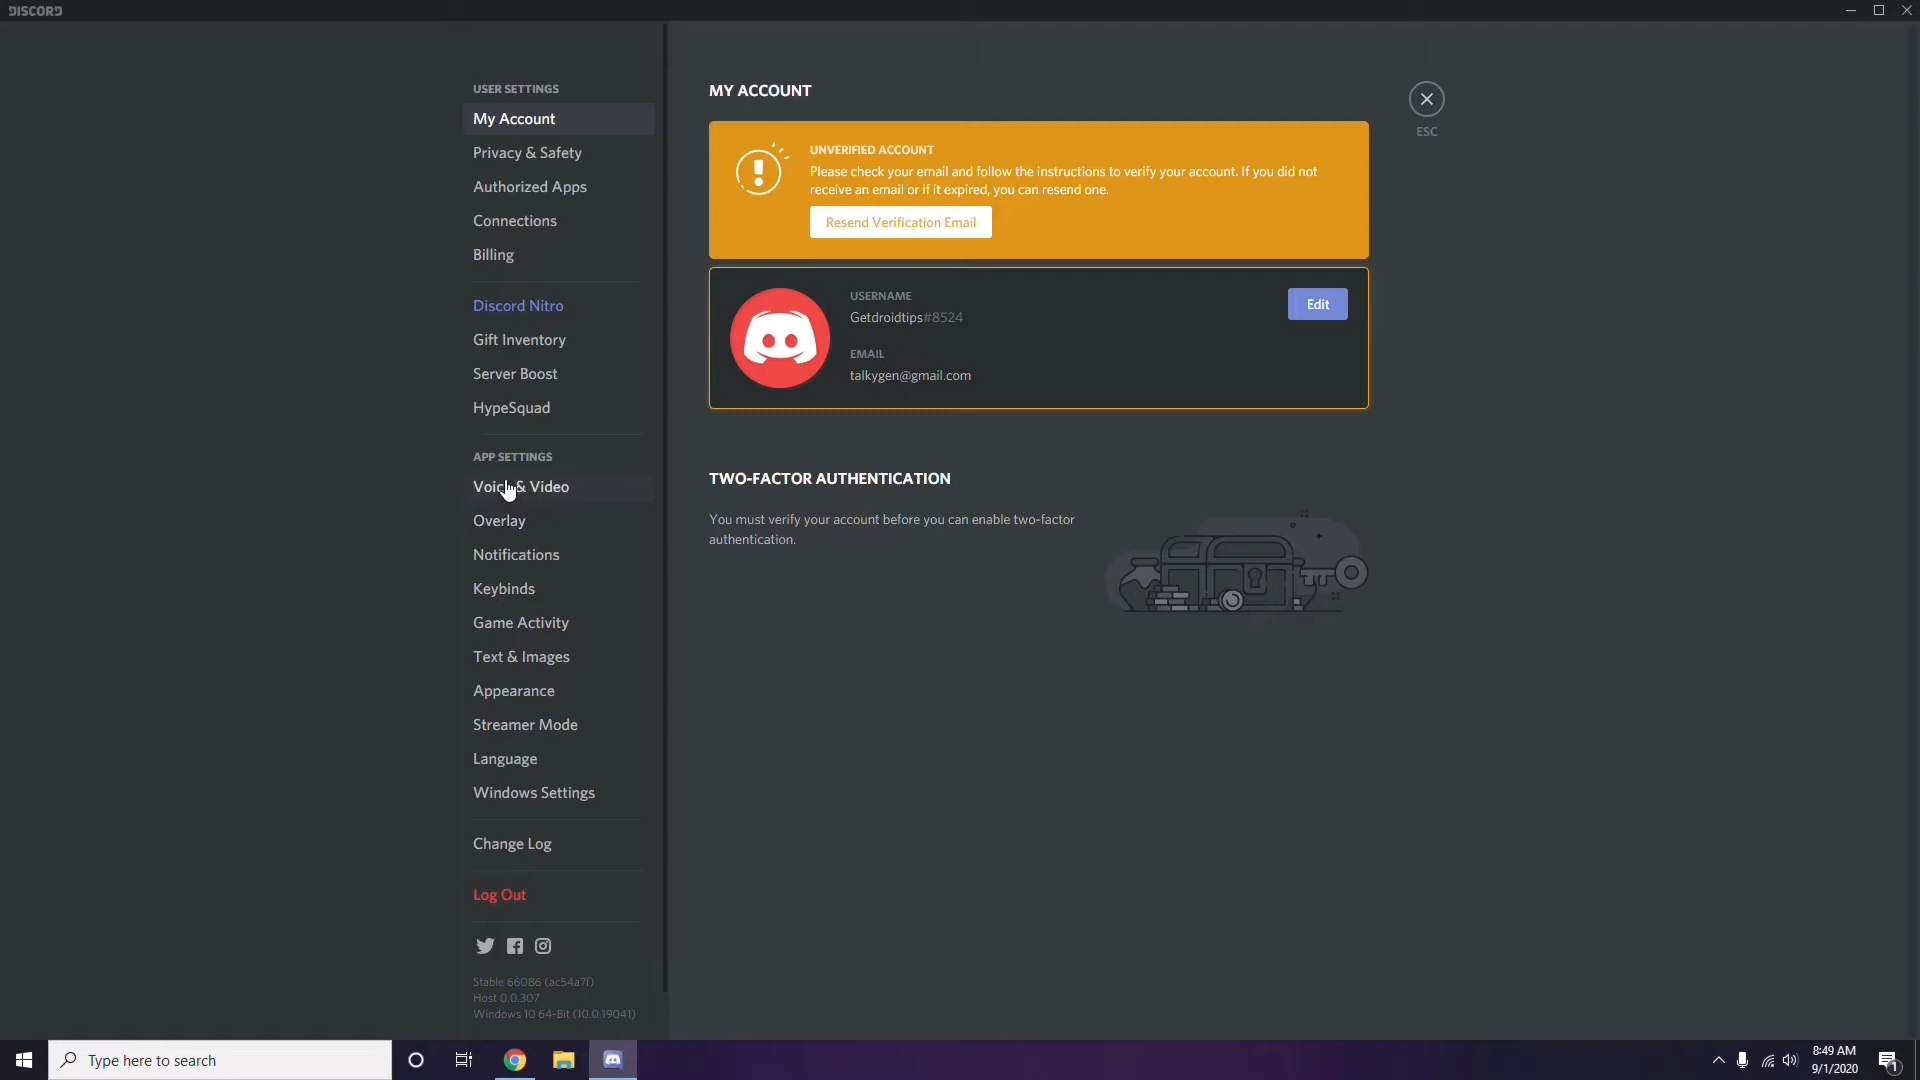 DISCORD
USER SETTINGS
My Account
Privacy & Safety
Authorized Apps
Connections
Billing
Discord Nitro
Gift Inventory
Server Boost
HypeSquad
APP SETTINGS
Voice & Video
Overlay
Notifications
Keybinds
Game Activity
Text & Images
Appearance
Streamer Mode
Language
Windows Settings
Change Log
Log Out
Stable 66086 (ac54a7f)
Host 0.0.307
Windows 10 64-Bit (10.0.19041)
MY ACCOUNT
UNVERIFIED ACCOUNT
Please check your email and follow the instructions to verify your account. If you did not
receive an email or if it expired, you can resend one.
Resend Verification Email
USERNAME
Getdroidtips#8524
Edit
EMAIL
talkygen@gmail.com
TWO-FACTOR AUTHENTICATION
You must verify your account before you can enable two-factor
authentication.
ESC
Type here to search
8:49 AM
9/1/2020
1